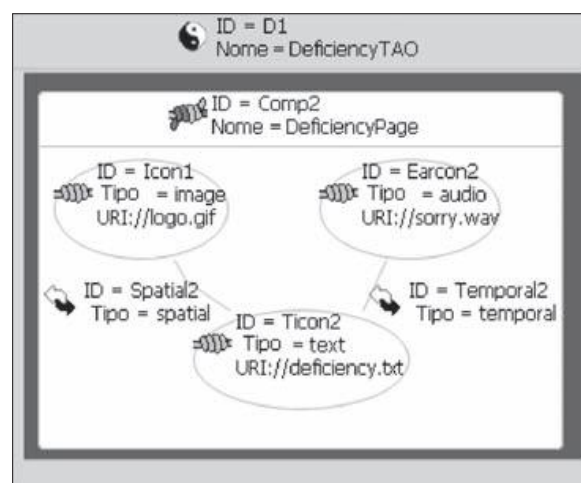 ID = D1
Nome = DeficiencyTAO
ID = Comp2
Nome = DeficiencyPage
ID = Icon1
Tipo = image
URI://logo.gif
ID = Earcon2
Tipo = audio
URI://sorry.wav
ID = Spatial2
Tipo = spatial
ID = Temporal2
Tipo = temporal
ID = Ticon2
Tipo = text
URI://deficiency.txt